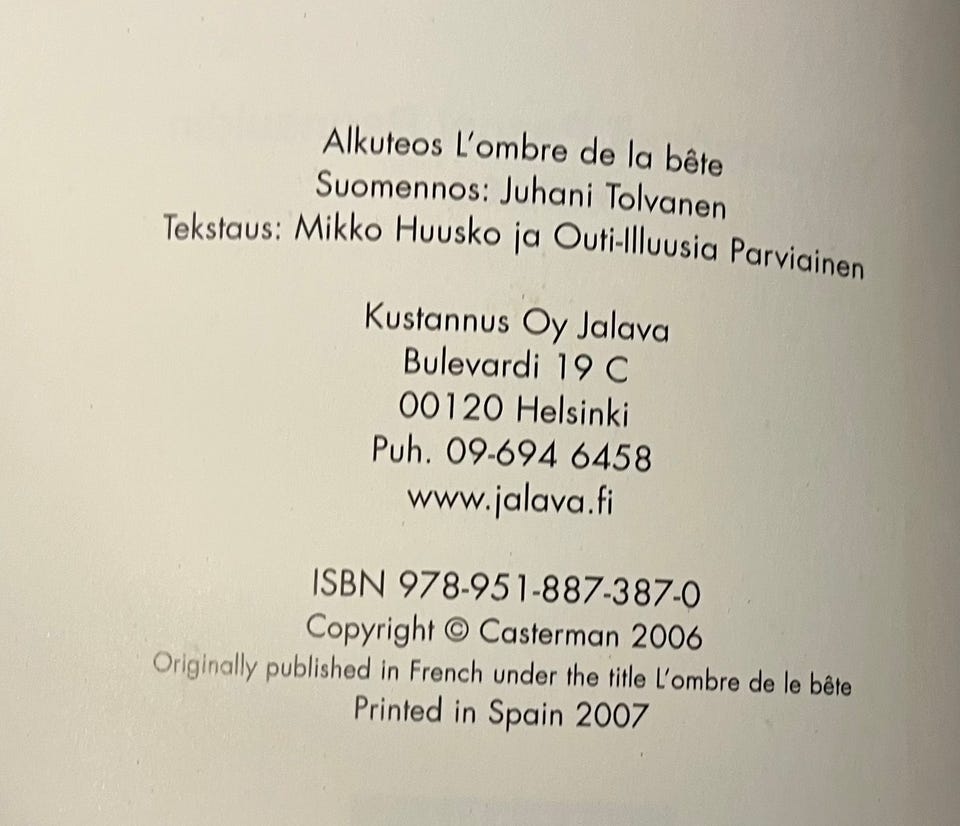 Alkuteos L'ombre de la bête
Suomennos: Juhani Tolvanen
Tekstaus: Mikko Huusko ja Outi-Illuusia Parviainen
Kustannus Oy Jalava
Bulevardi 19 C
00120 Helsinki
Puh. 09-694 6458
www.jalava.fi
ISBN 978-951-887-387-0
Copyright © Casterman 2006
Originally published in French under the title L'ombre de le bête
Printed in Spain 2007